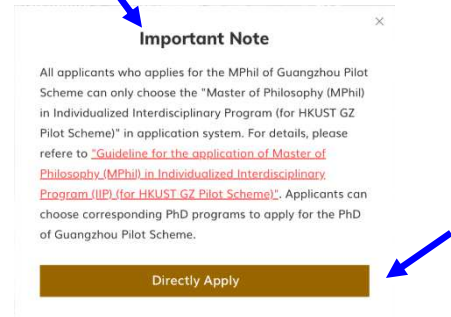 Important Note
All applicants who applies for the MPhil of Guangzhou Pilot
Scheme can only choose the "Master of Philosophy (MPhil)
in Individualized Interdisciplinary Program (for HKUST GZ
Pilot Scheme)" in application system. For details, please
refere to "Guideline for the application of Master of
Philosophy (MPhil) in Individualized Interdisciplinary
Program (IIP) (for HKUST GZ Pilot Scheme)". Applicants can
choose corresponding PhD programs to apply for the PhD
of Guangzhou Pilot Scheme.
Directly Apply